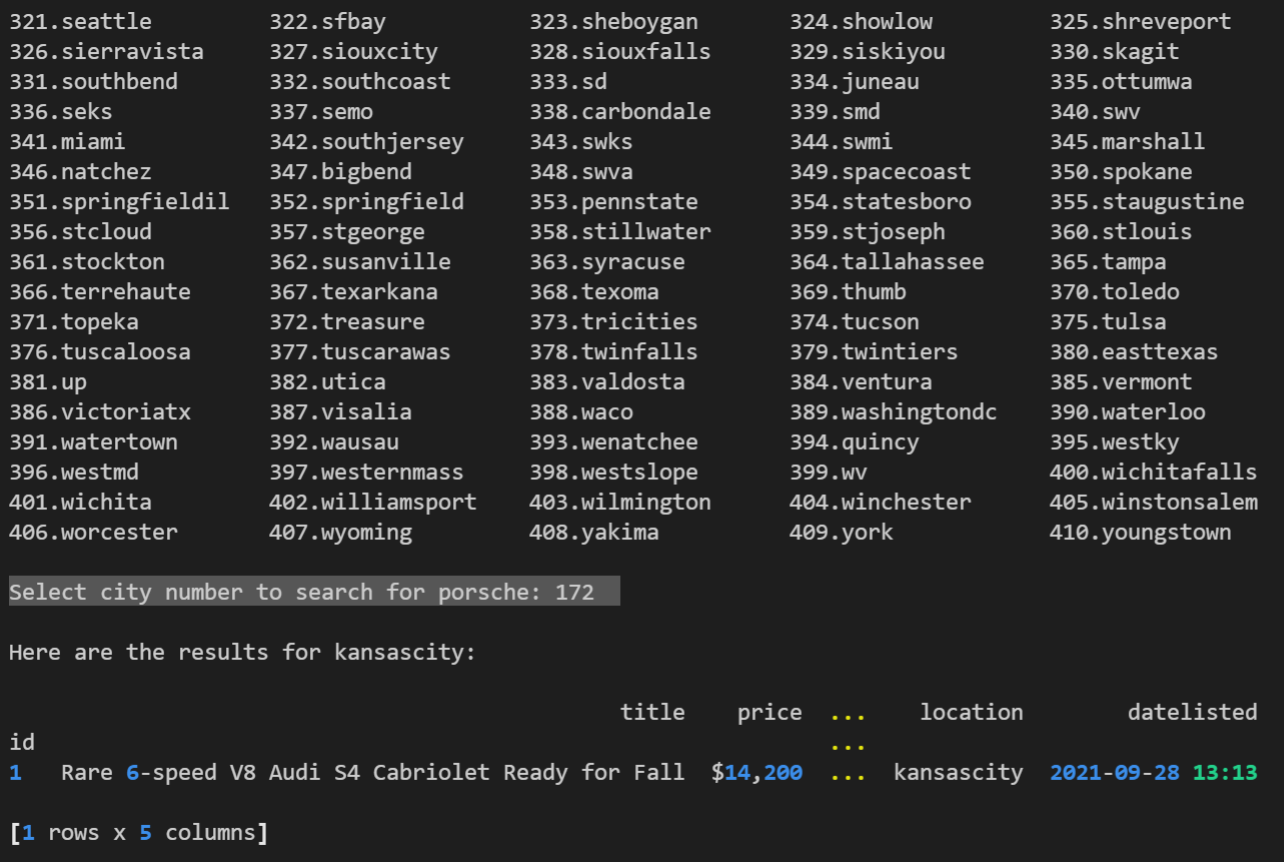 321.seattle 322.sfbay 323.sheboygan 324.showlow 325.shreveport
326.sierravista 327.siouxcity 328.siouxfalls 329.siskiyou 330.skagit
331.southbend 332.southcoast 333.sd 334.juneau 335.ottumwa
336.seks 337.semo 338.carbondale 339.smd 340.swv
341.miami 342.southjersey 343.swks 344.swmi 345.marshall
346.natchez 347.bigbend 348.swva 349.spacecoast 350.spokane
351.springfieldil 352.springfield 353.pennstate 354.statesboro 355.staugustine
356.stcloud 357.stgeorge 358.stillwater 359.stjoseph 360.stlouis
361.stockton 362.susanville 363.syracuse 364.tallahassee 365.tampa
366.terrehaute 367.texarkana 368.texoma 369.thumb 370.toledo
371.topeka 372.treasure 373.tricities 374.tucson 375.tulsa
376.tuscaloosa 377.tuscarawas 378.twinfalls 379.twintiers 380.easttexas
381.up 382.utica 383.valdosta 384.ventura 385.vermont
386.victoriatx 387.visalia 388.waco 389.washingtondc 390.waterloo
391.watertown 392.wausau 393.wenatchee 394.quincy 395.westky
396.westmd 397.westernmass 398.westslope 399.wv 400.wichitafalls
401.wichita 402.williamsport 403.wilmington 404.winchester 405.winstonsalem
406.worcester 407.wyoming 408.yakima 409.york 410.youngstown
Select city number to search for porsche: 172
Here are the results for kansascity:
title price ... location datelisted
id ...
1 Rare 6-speed V8 Audi S4 Cabriolet Ready for Fall $14,200 ... kansascity 2021-09-28 13:13
[1 rows x 5 columns]